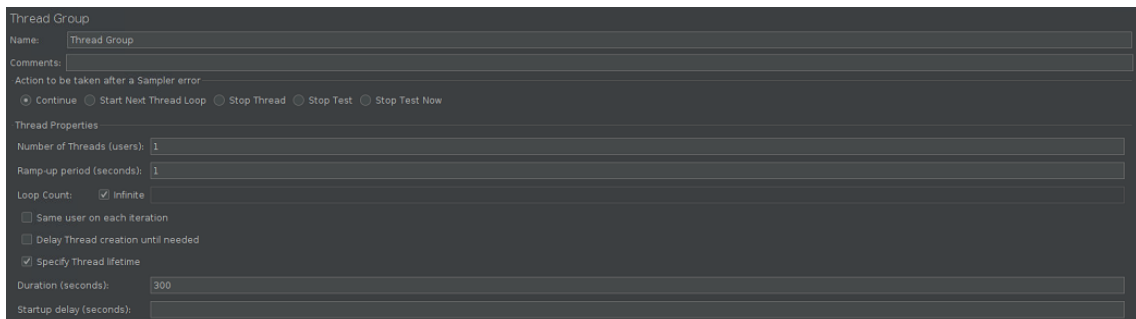 Thread Group
Name: Thread Group
Comments:
Action to be taken after a Sampler error
Continue Start Next Thread Loop Stop Thread Stop Test Stop Test Now
Thread Properties
Number of Threads (users): 1
Ramp-up period (seconds): 1
Loop Count: Infinite
Same user on each iteration
Delay Thread creation until needed
Specify Thread lifetime
Duration (seconds): 300
Startup delay (seconds):